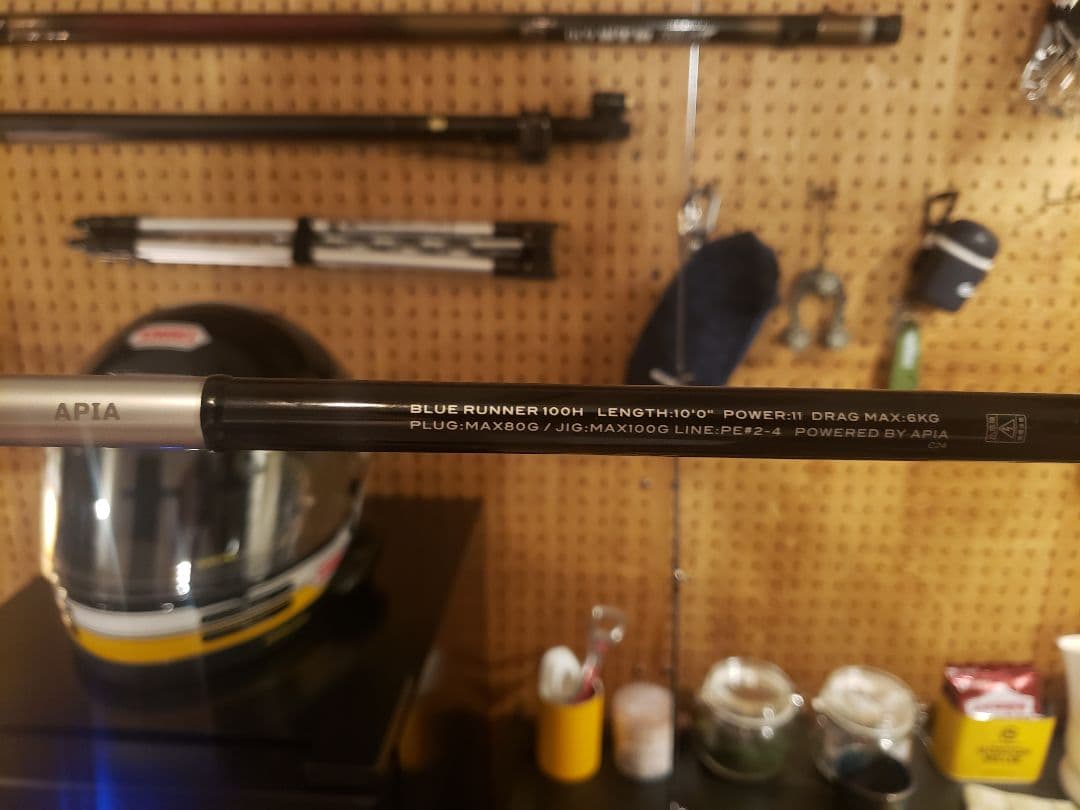 APIA
BLUE RUNNER 100H LENGTH:10'0" POWER:11 DRAG MAX:6KG
PLUG:MAX80G / JIG:MAX100G LINE:PE#2-4 POWERED BY APIA